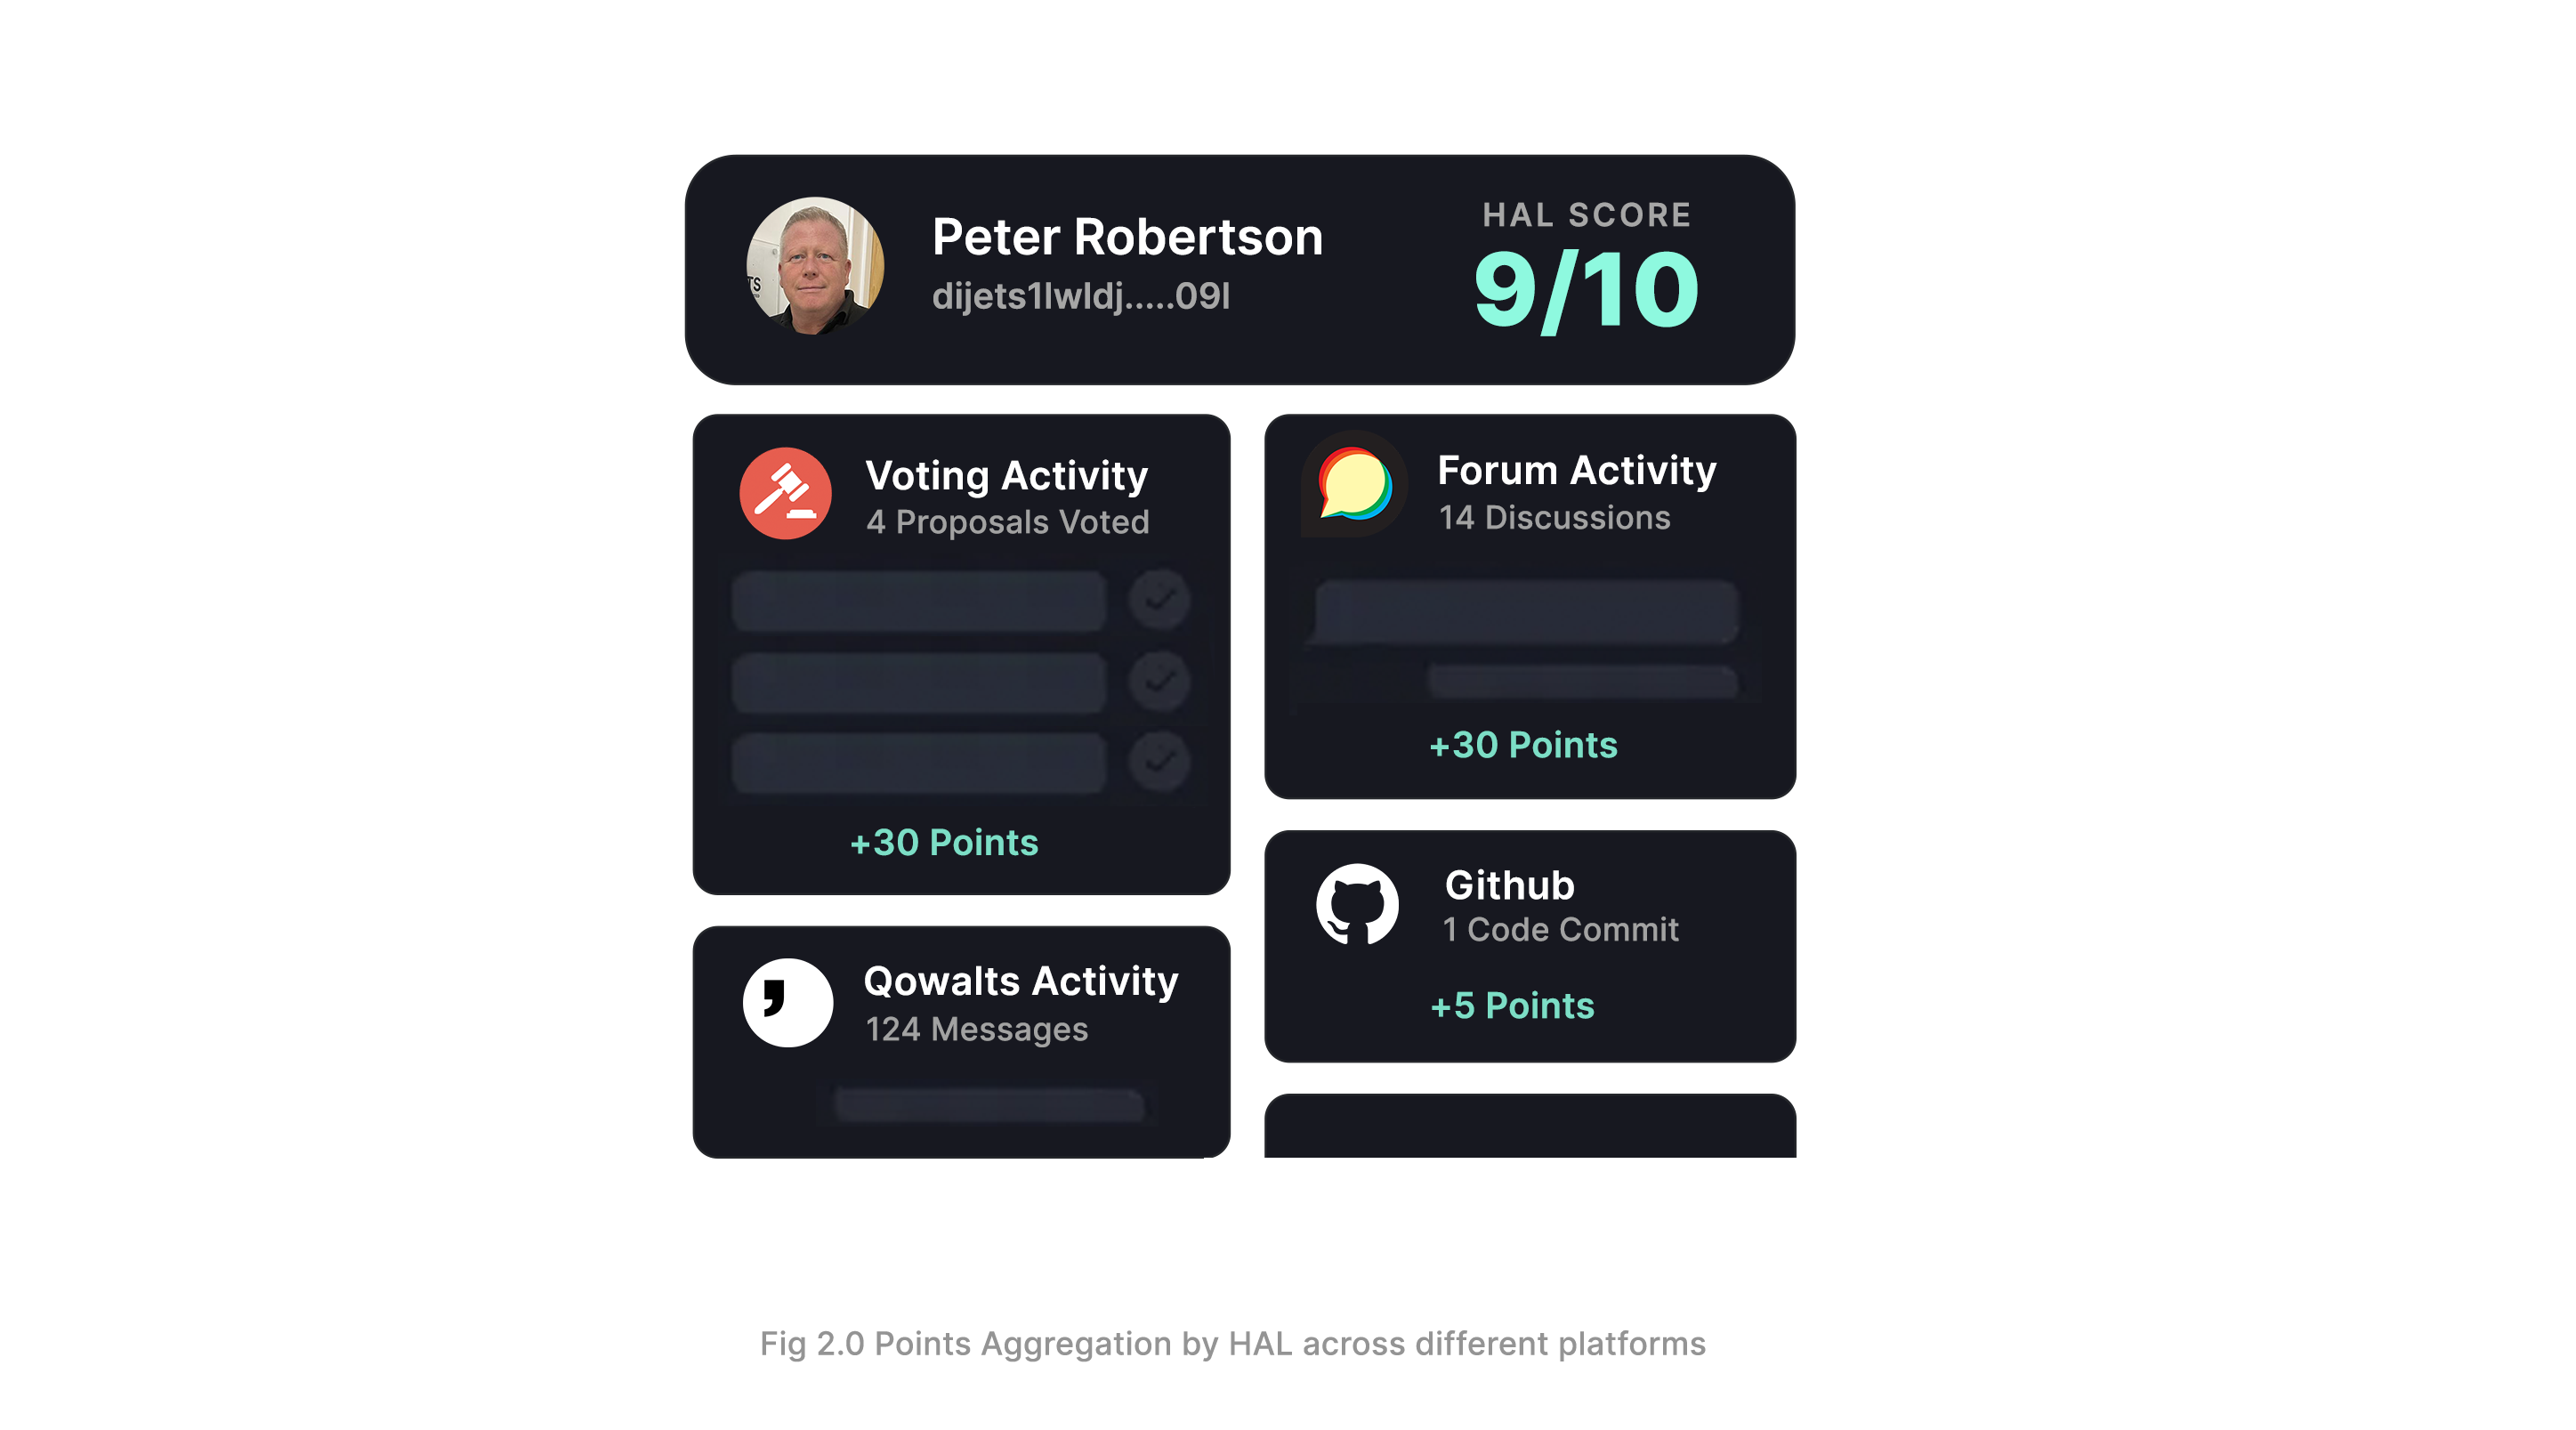 Peter Robertson
dijets1lwldj.....09l
HAL SCORE
9/10
Voting Activity
4 Proposals Voted
+30 Points
Forum Activity
14 Discussions
+30 Points
Github
1 Code Commit
+5 Points
Qowalts Activity
124 Messages
TS
Fig 2.0 Points Aggregation by HAL across different platforms